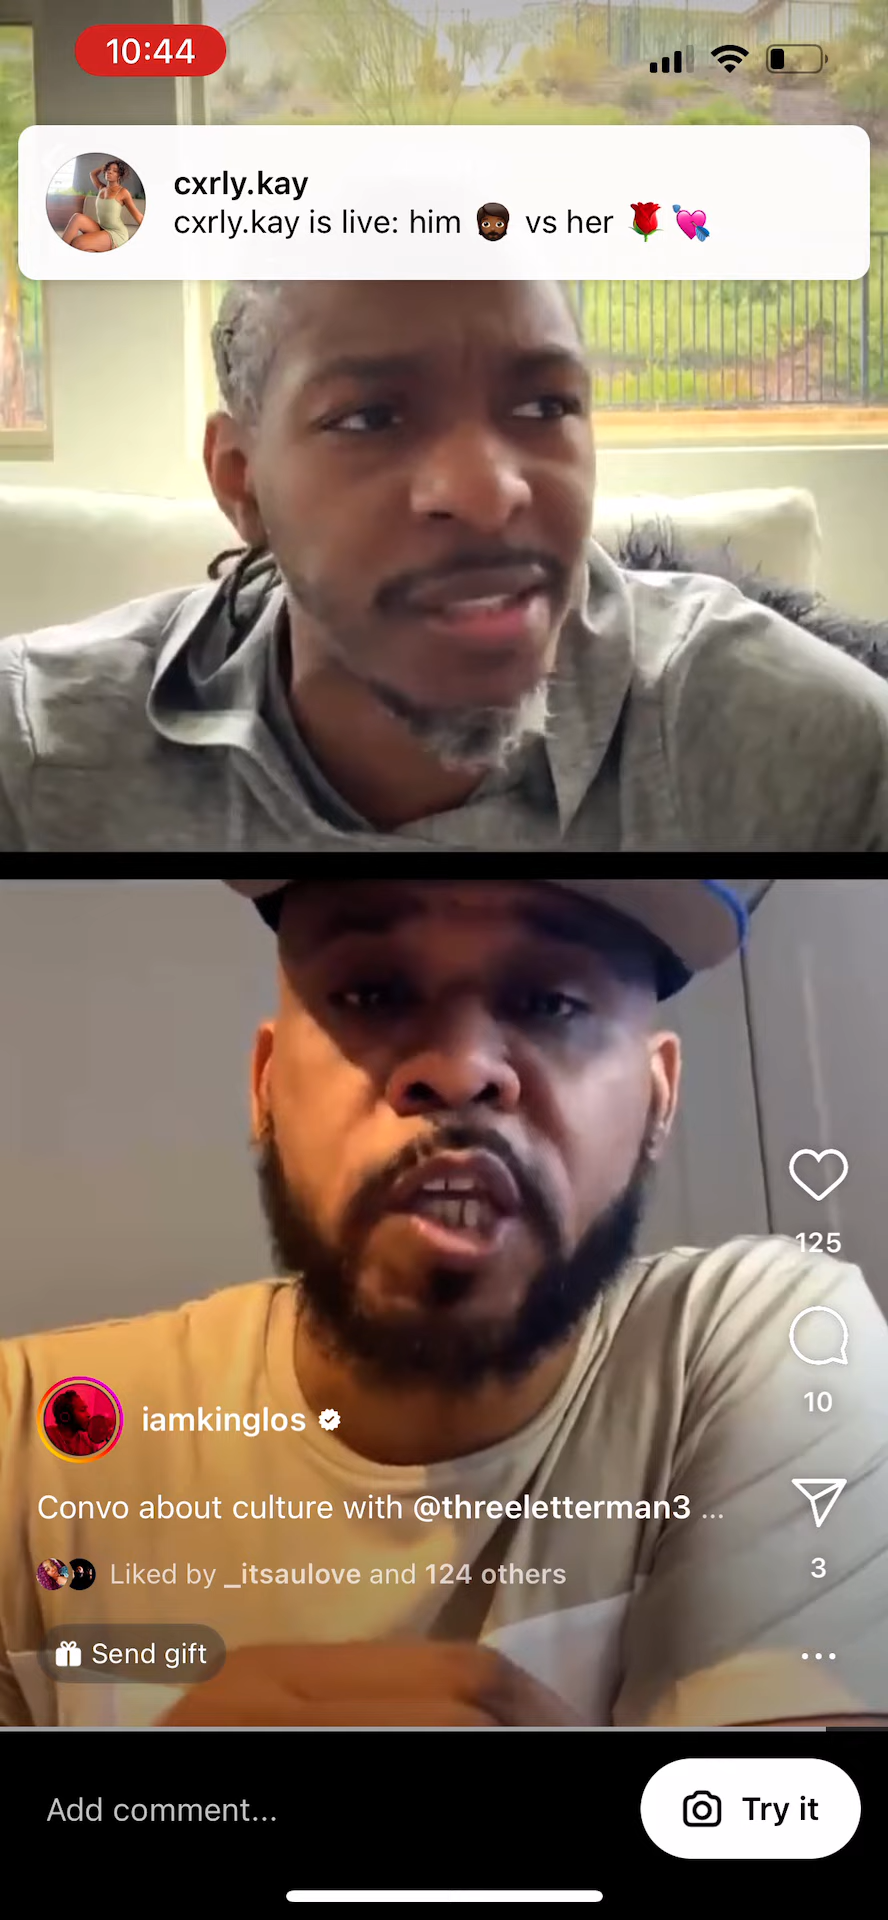 10:44
cxrly.kay
cxrly.kay is live: him 🧔🏾 vs her 🌹 💘
125
10
iamkinglos
Convo about culture with @threeletterman3 ...
Liked by _itsaulove and 124 others
3
Send gift
Add comment...
Try it